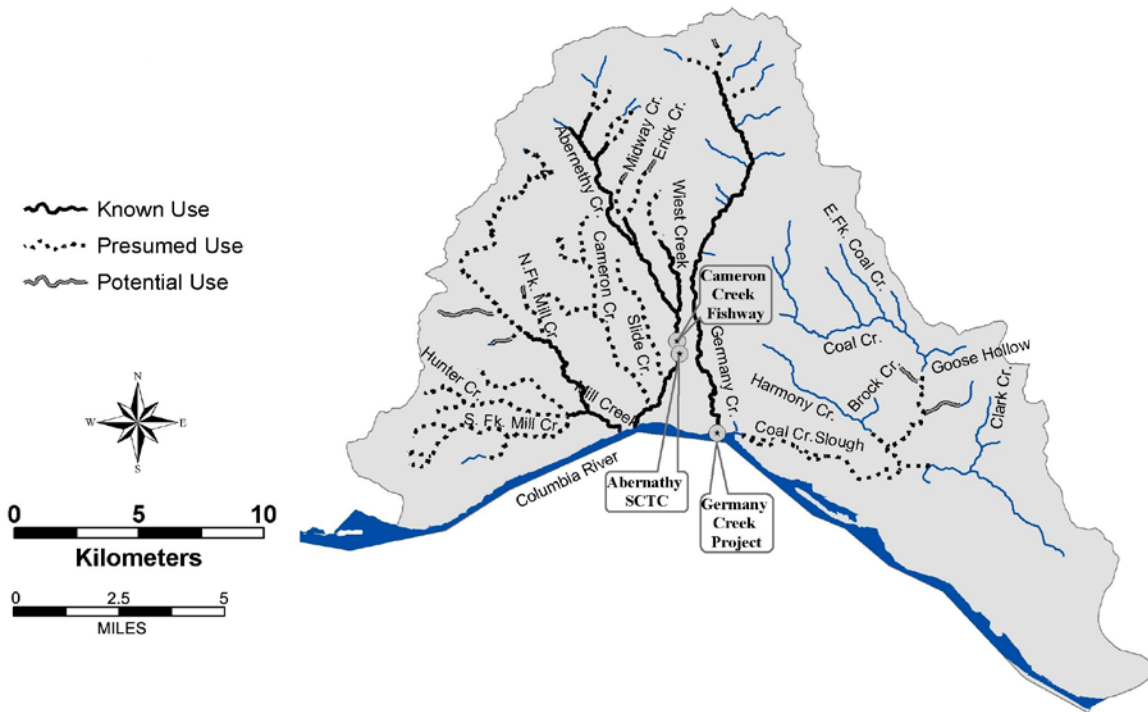 Known Use
Presumed Use
Potential Use
N
W
E
S
0 5 10
Kilometers
0 2.5 5
MILES
Abernethy Cr.
Midway Cr.
Erick Cr.
Wiest Creek
Cameron Cr.
Slide Cr.
N.Fk. Mill Cr.
Hunter Cr.
S. Fk. Mill Cr.
Mill Creek
Columbia River
Cameron
Creek
Fishway
Germany Cr.
Abernathy
SCTC
Germany
Creek
Project
E.Fk. Coal Cr.
Coal Cr.
Goose Hollow
Brock Cr.
Harmony Cr.
Clark Cr.
Coal Cr.Slough